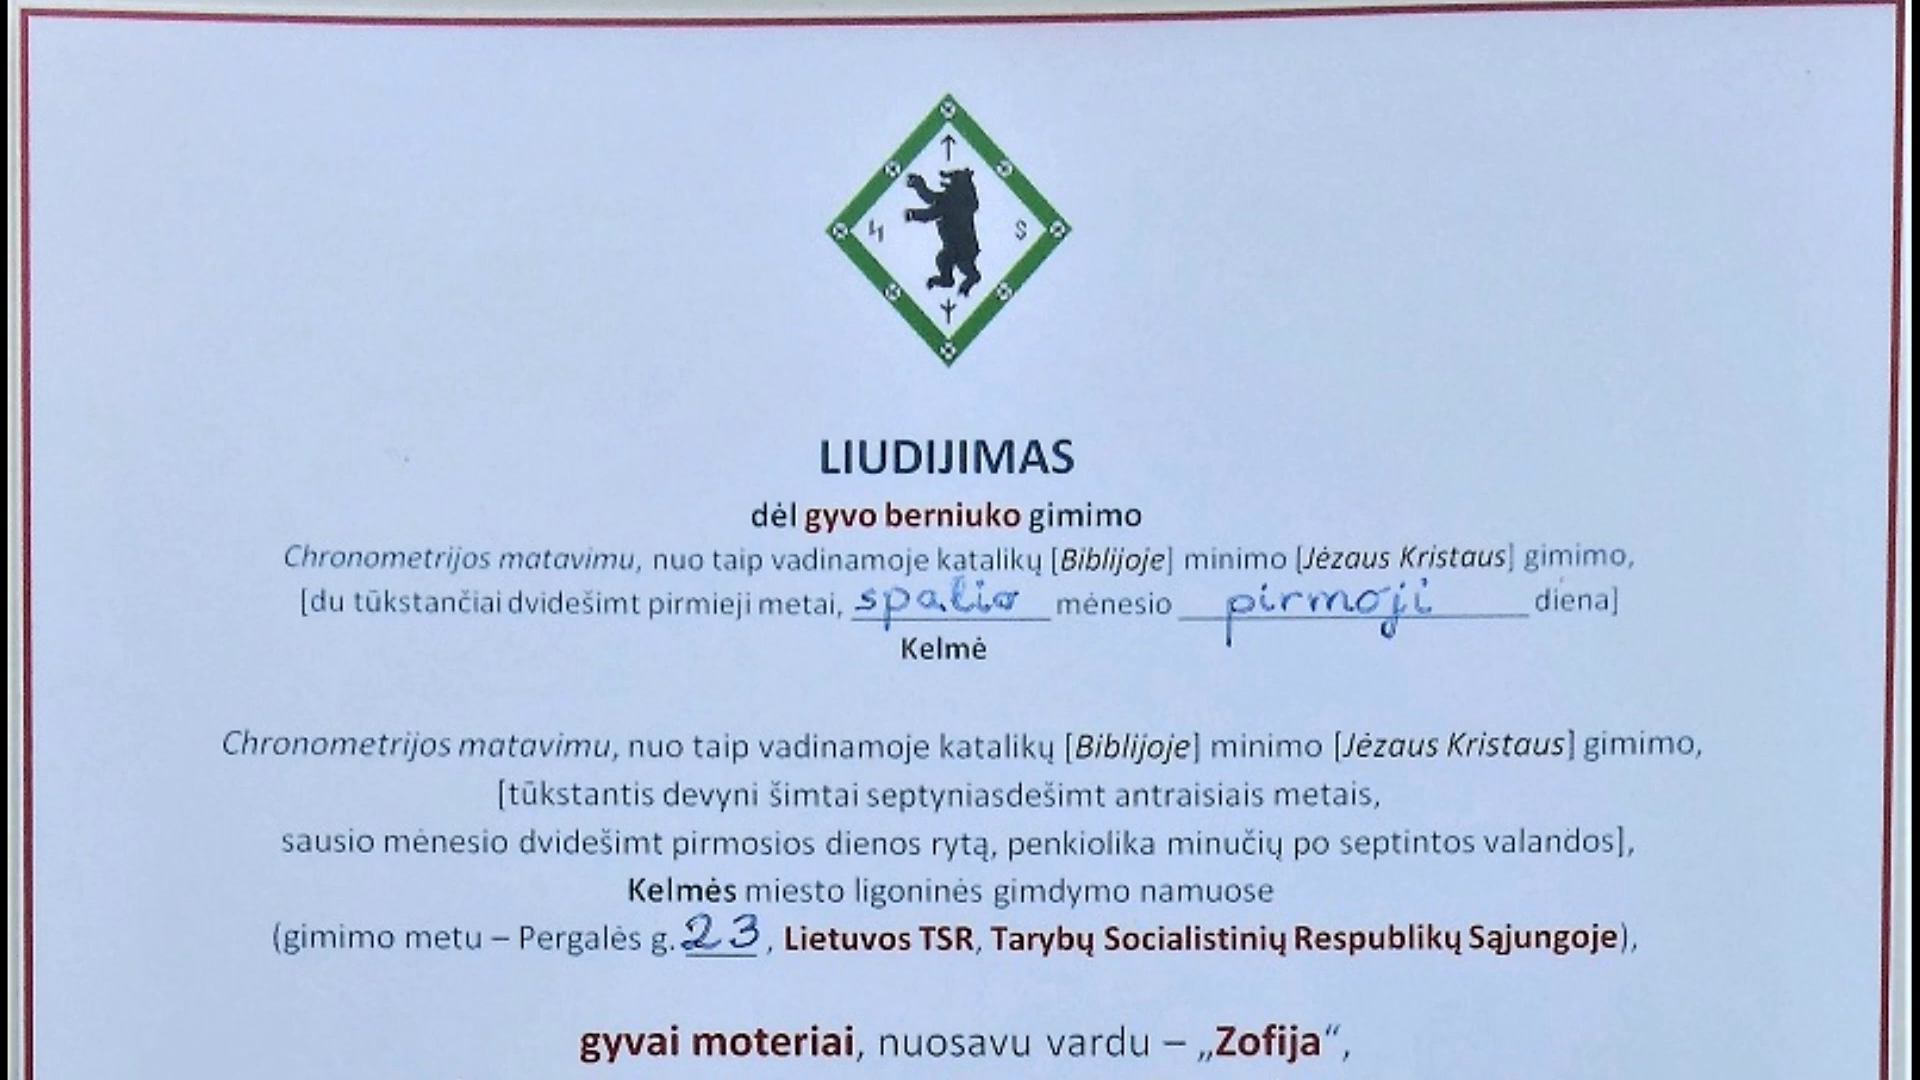 LIUDIJIMAS
dėl gyvo berniuko gimimo
Chronometrijos matavimu, nuo taip vadinamoje katalikų [Biblijoje] minimo [Jėzaus Kristaus] gimimo,
[du tūkstančiai dvidešimt pirmieji metai, spalio mėnesio pirmoji diena]
Kelmė
Chronometrijos matavimu, nuo taip vadinamoje katalikų [Biblijoje] minimo [Jėzaus Kristaus] gimimo,
[tūkstantis devyni šimtai septyniasdešimt antraisiais metais,
sausio mėnesio dvidešimt pirmosios dienos rytą, penkiolika minučių po septintos valandos],
Kelmės miesto ligoninės gimdymo namuose
(gimimo metu – Pergalės g. 23, Lietuvos TSR, Tarybų Socialistinių Respublikų Sąjungoje),
gyvai moteriai, nuosavu vardu – „Zofija“,